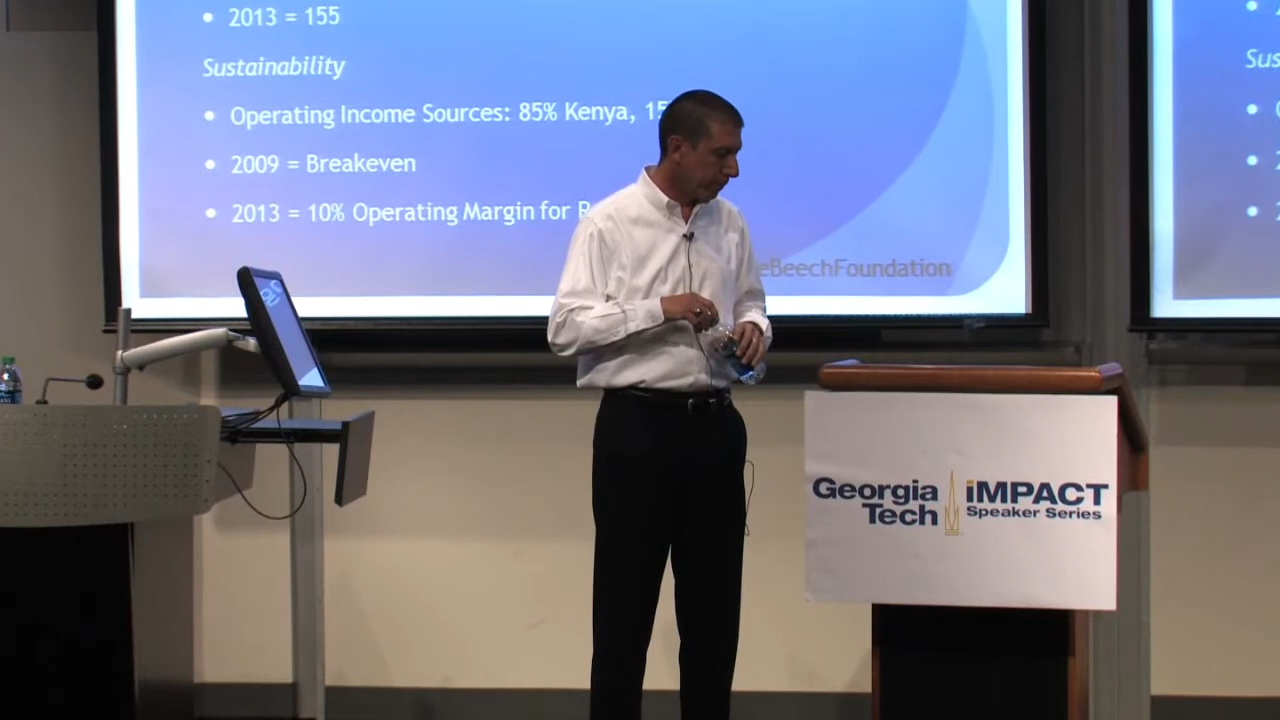 • 2013 = 155
Sustainability
• Operating Income Sources: 85% Kenya,
• 2009 = Breakeven
• 2013 = 10% Operating Margin for
eBeechFoundation
Georgia
Tech
iMPACT
Speaker Series